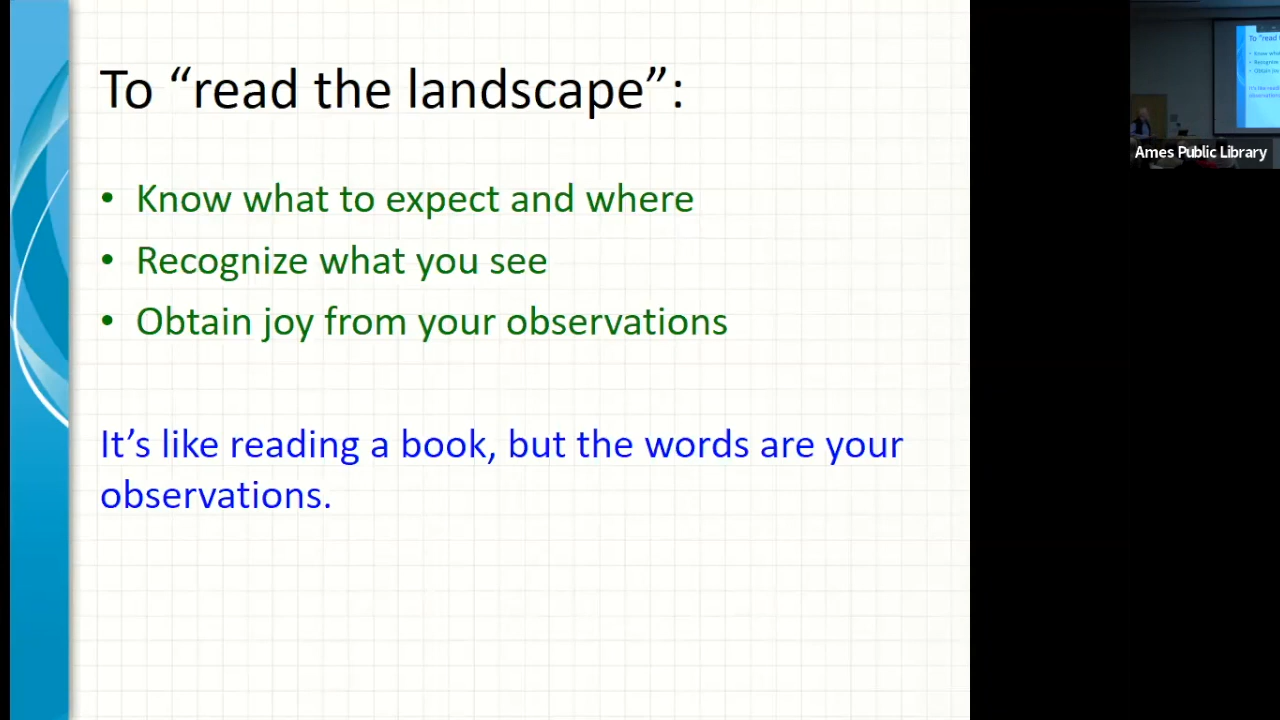 To “read the landscape”:
• Know what to expect and where
• Recognize what you see
• Obtain joy from your observations
It’s like reading a book, but the words are your
observations.
Ames Public Library